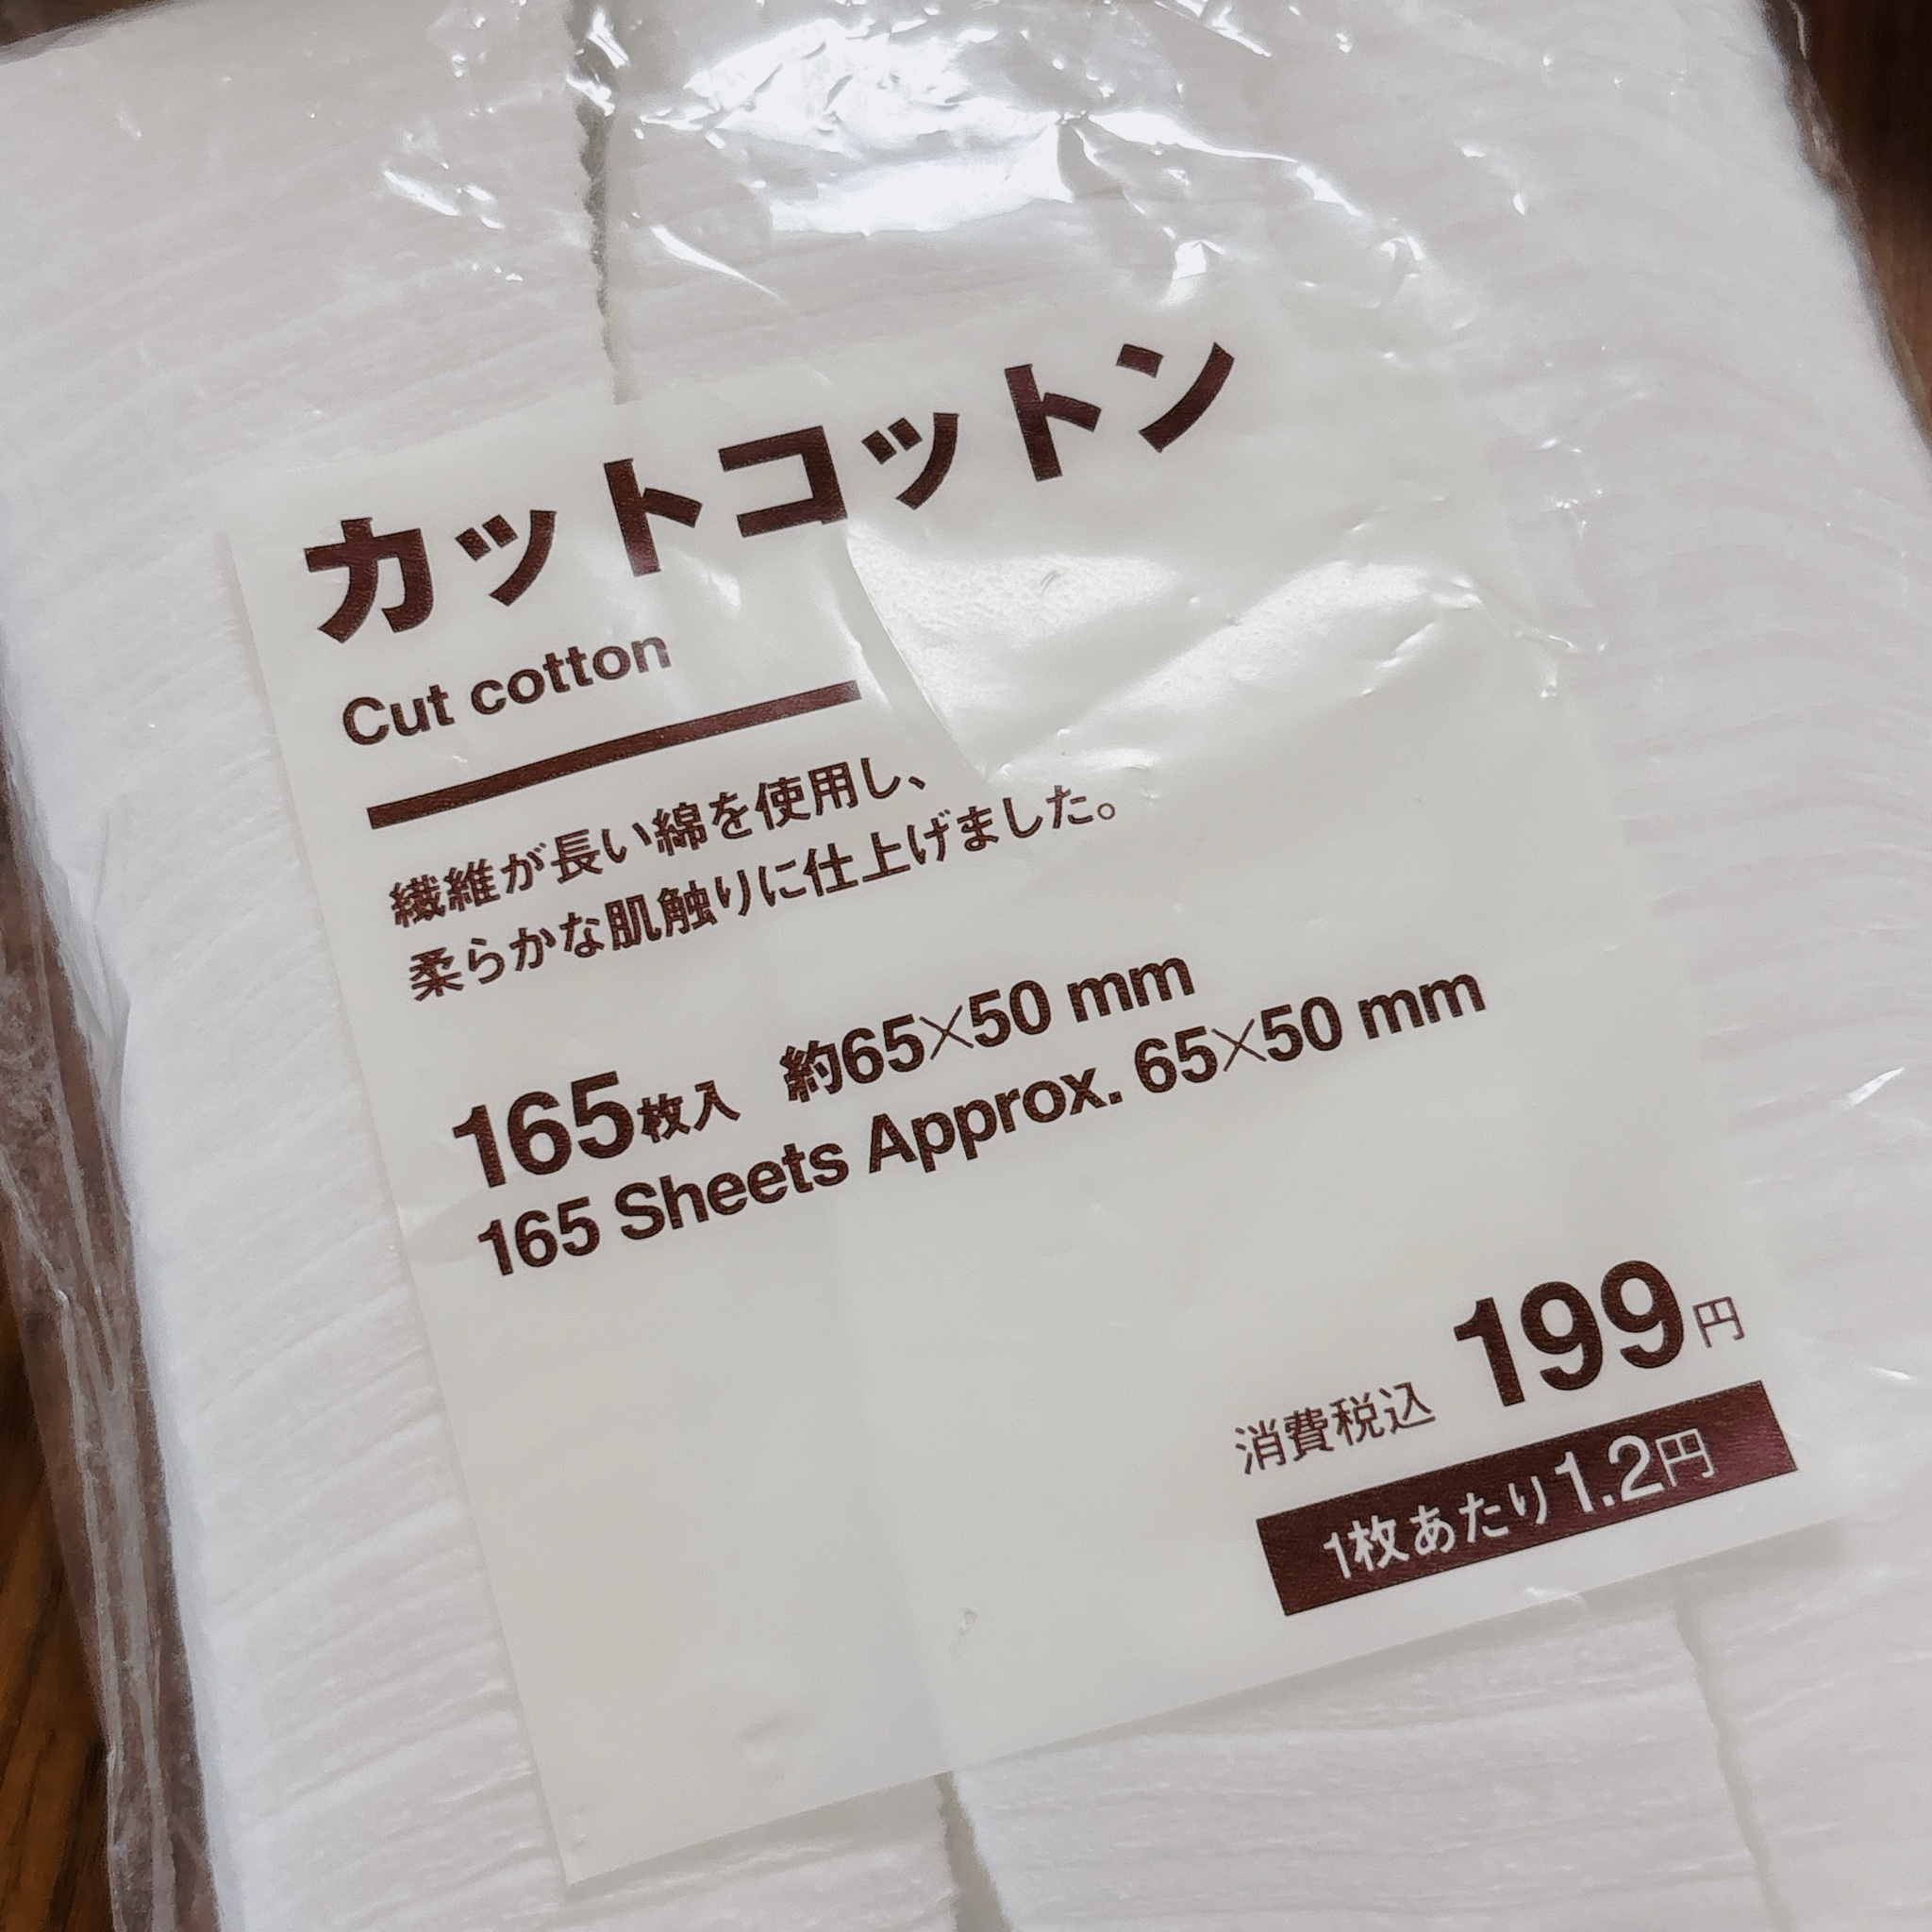 カットコットン
Cut cotton
繊維が長い綿を使用し、
柔らかな肌触りに仕上げました。
165枚入 約65×50 mm
165 Sheets Approx. 65×50 mm
消費税込 199円
1枚あたり1.2円